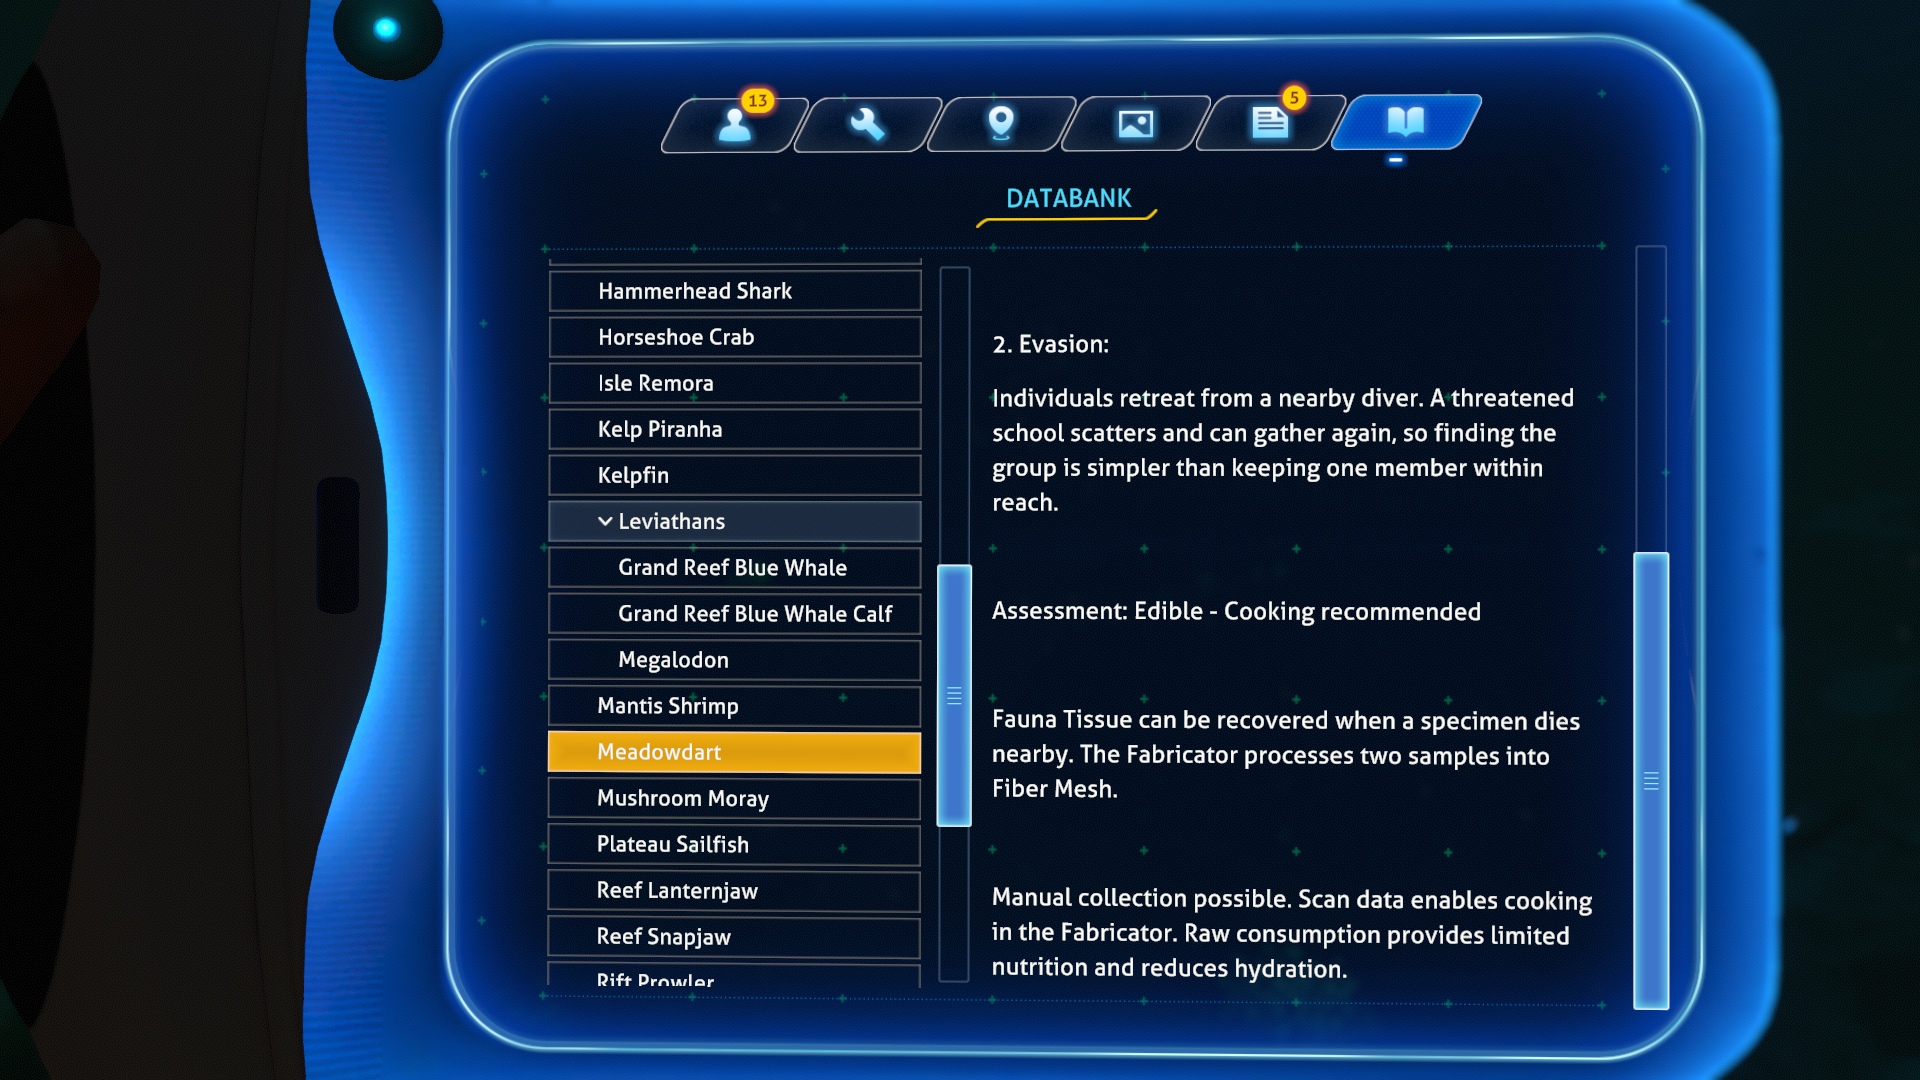 13
5
DATABANK
Hammerhead Shark
Horseshoe Crab
Isle Remora
Kelp Piranha
Kelpfin
Leviathans
Grand Reef Blue Whale
Grand Reef Blue Whale Calf
Megalodon
Mantis Shrimp
Meadowdart
Mushroom Moray
Plateau Sailfish
Reef Lanternjaw
Reef Snapjaw
Rift Prowler
2. Evasion:
Individuals retreat from a nearby diver. A threatened
school scatters and can gather again, so finding the
group is simpler than keeping one member within
reach.
Assessment: Edible - Cooking recommended
Fauna Tissue can be recovered when a specimen dies
nearby. The Fabricator processes two samples into
Fiber Mesh.
Manual collection possible. Scan data enables cooking
in the Fabricator. Raw consumption provides limited
nutrition and reduces hydration.